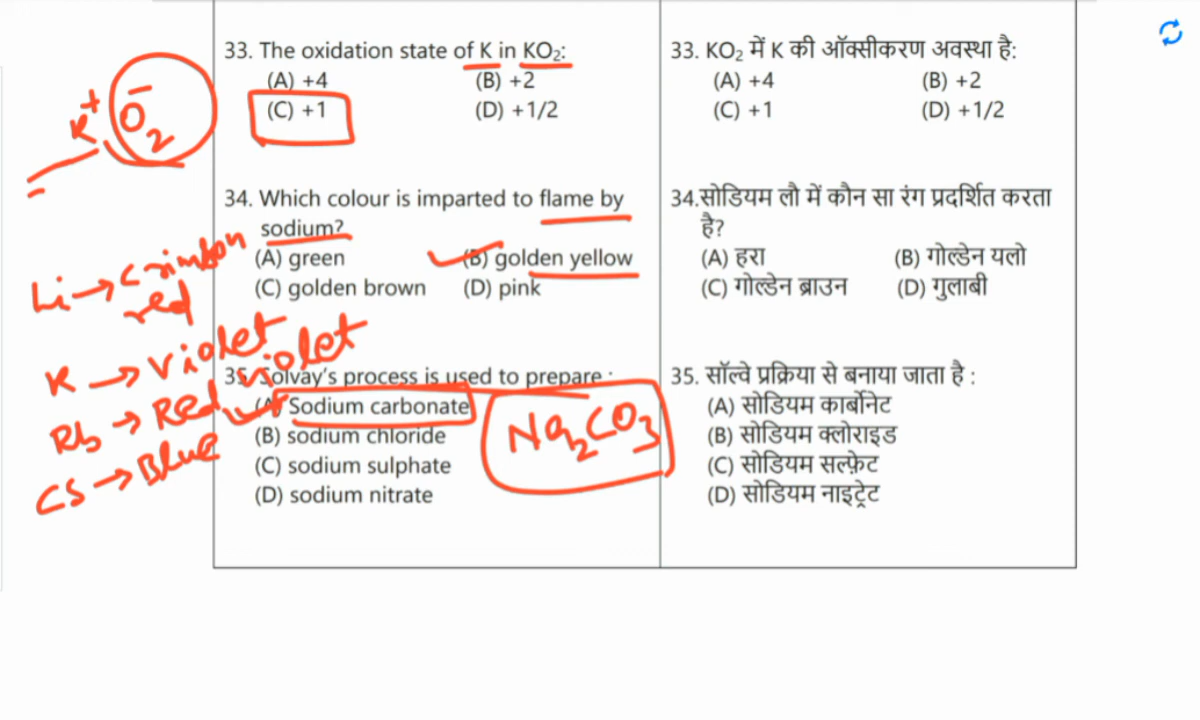 33. The oxidation state of K in KO₂:
(A) +4 (B) +2
(C) +1 (D) +1/2
34. Which colour is imparted to flame by
sodium?
(A) green (B) golden yellow
(C) golden brown (D) pink
35. Solvay's process is used to prepare :
(A) Sodium carbonate
(B) sodium chloride
(C) sodium sulphate
(D) sodium nitrate
33. KO₂ में K की ऑक्सीकरण अवस्था है:
(A) +4 (B) +2
(C) +1 (D) +1/2
34.सोडियम लौ में कौन सा रंग प्रदर्शित करता
है?
(A) हरा (B) गोल्डेन यलो
(C) गोल्डेन ब्राउन (D) गुलाबी
35. सॉल्वे प्रक्रिया से बनाया जाता है :
(A) सोडियम कार्बोनेट
(B) सोडियम क्लोराइड
(C) सोडियम सल्फ़ेट
(D) सोडियम नाइट्रेट
K⁺ O₂⁻
Li → Crimson
red
K → Violet
Rb → Red violet
CS → Blue
Na₂CO₃